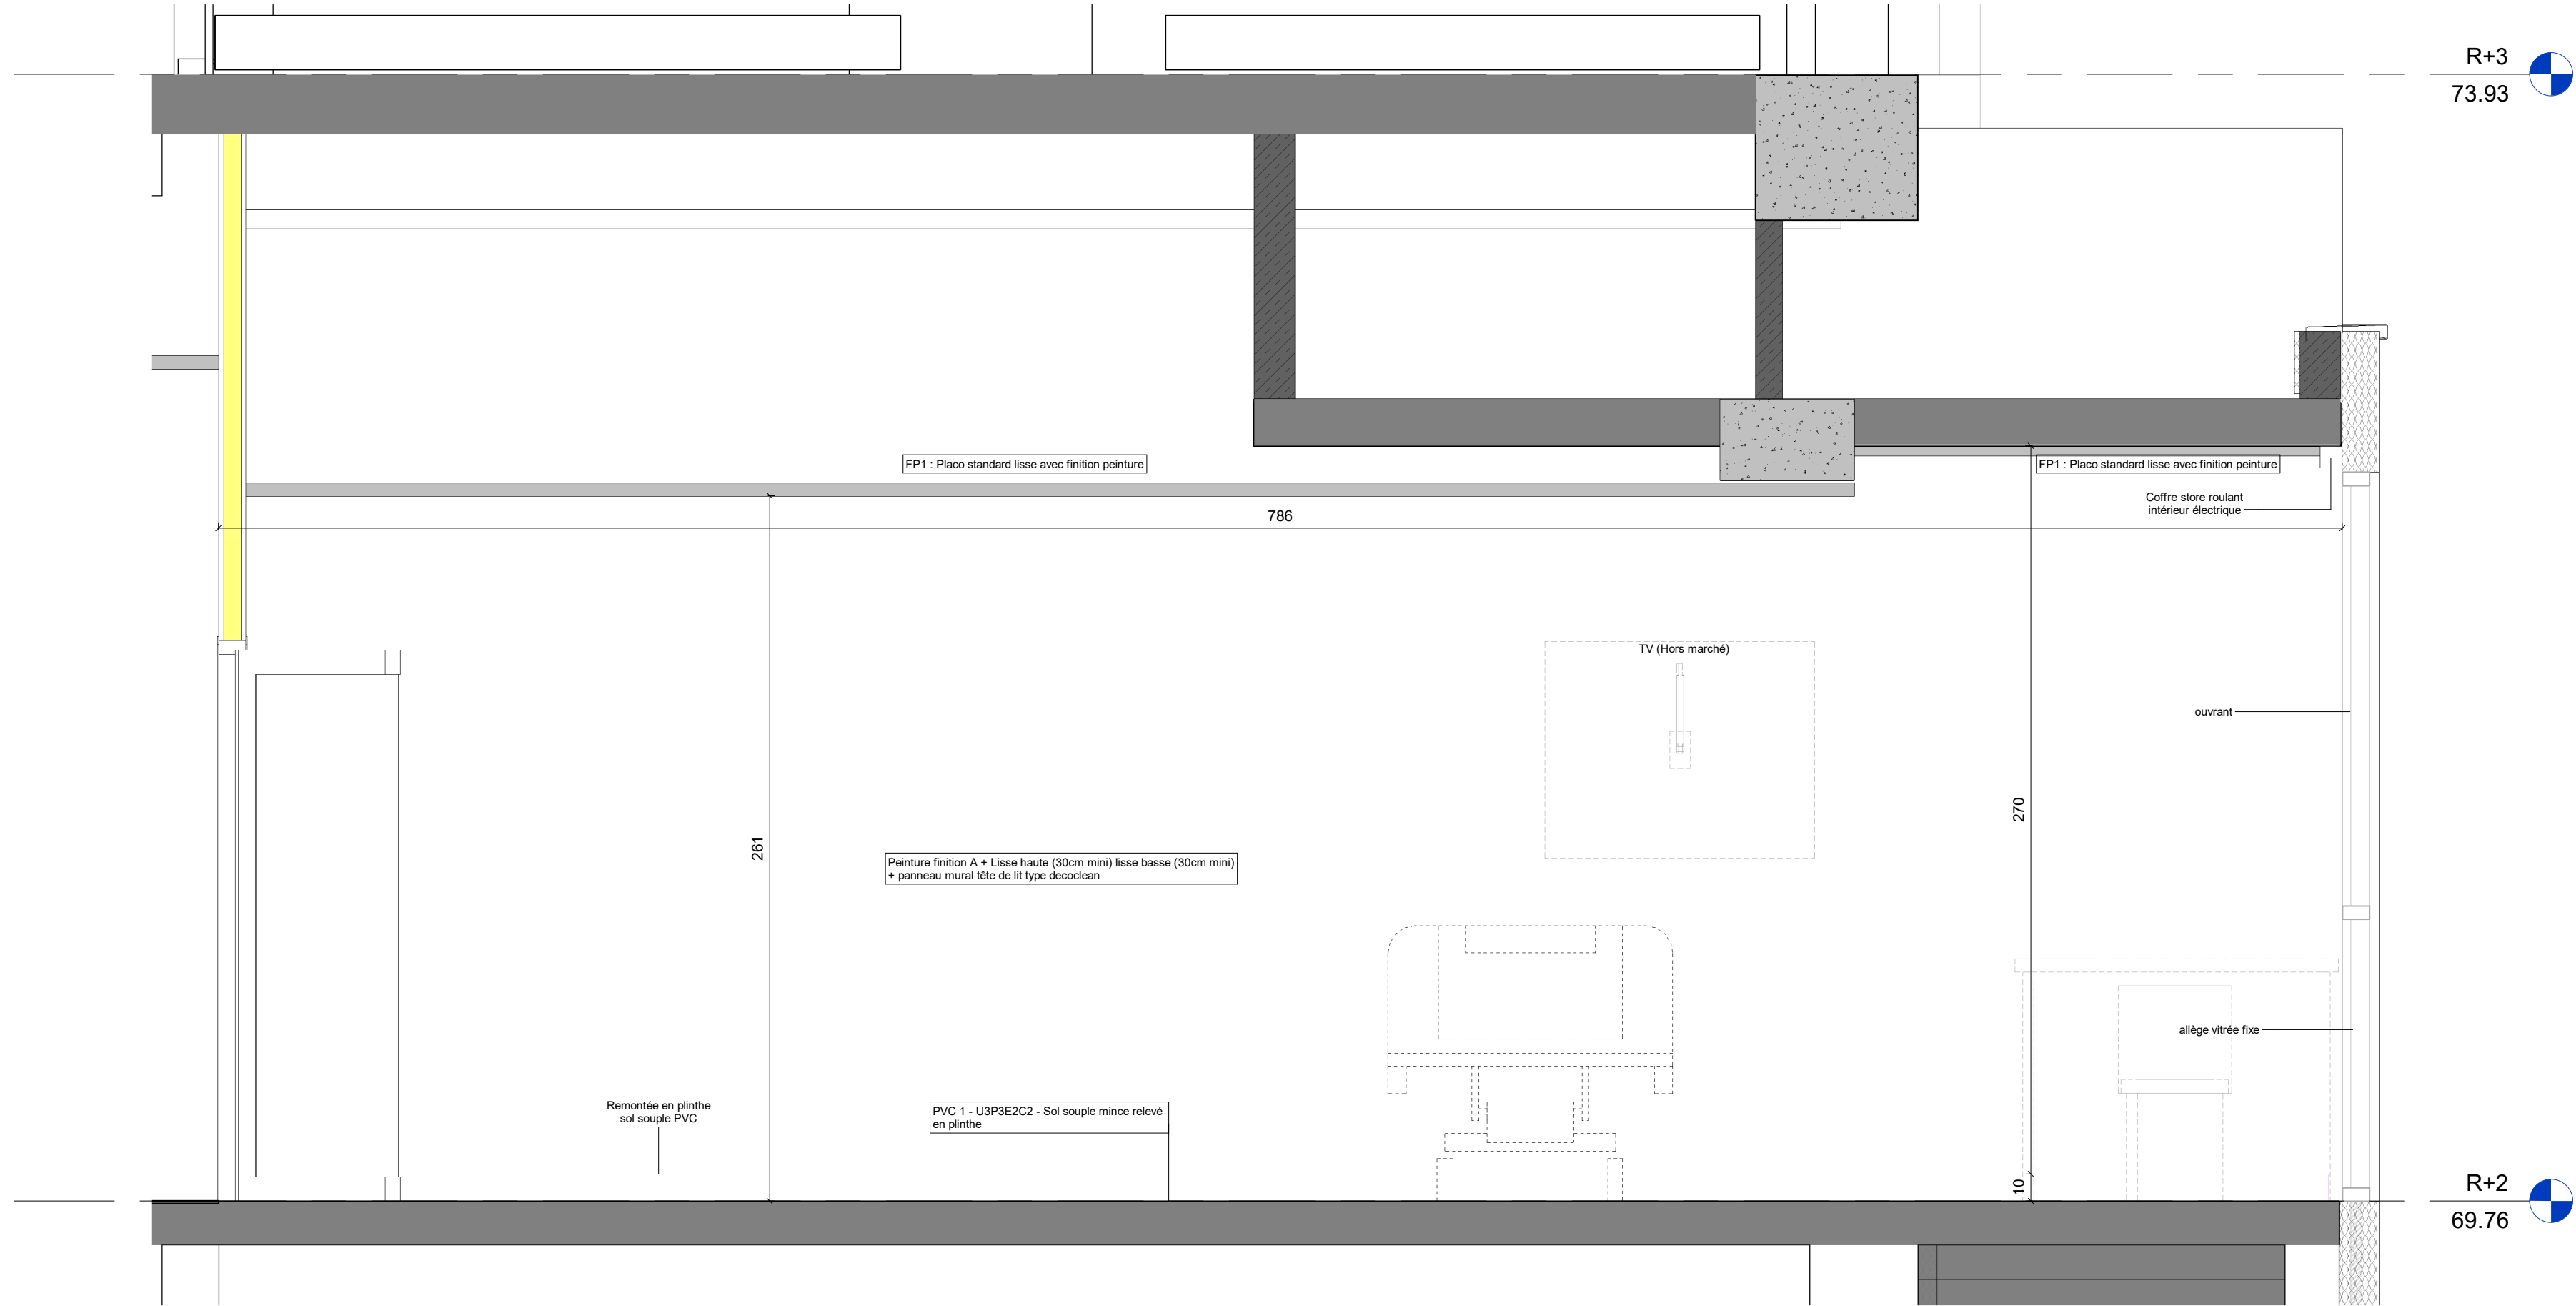 R+3
73.93
FP1 : Placo standard lisse avec finition peinture
FP1 : Placo standard lisse avec finition peinture
Coffre store roulant
intérieur électrique
786
TV (Hors marché)
ouvrant
270
261
Peinture finition A + Lisse haute (30cm mini) lisse basse (30cm mini)
+ panneau mural tête de lit type decoclean
allège vitrée fixe
Remontée en plinthe
sol souple PVC
PVC 1 - U3P3E2C2 - Sol souple mince relevé
en plinthe
10
R+2
69.76